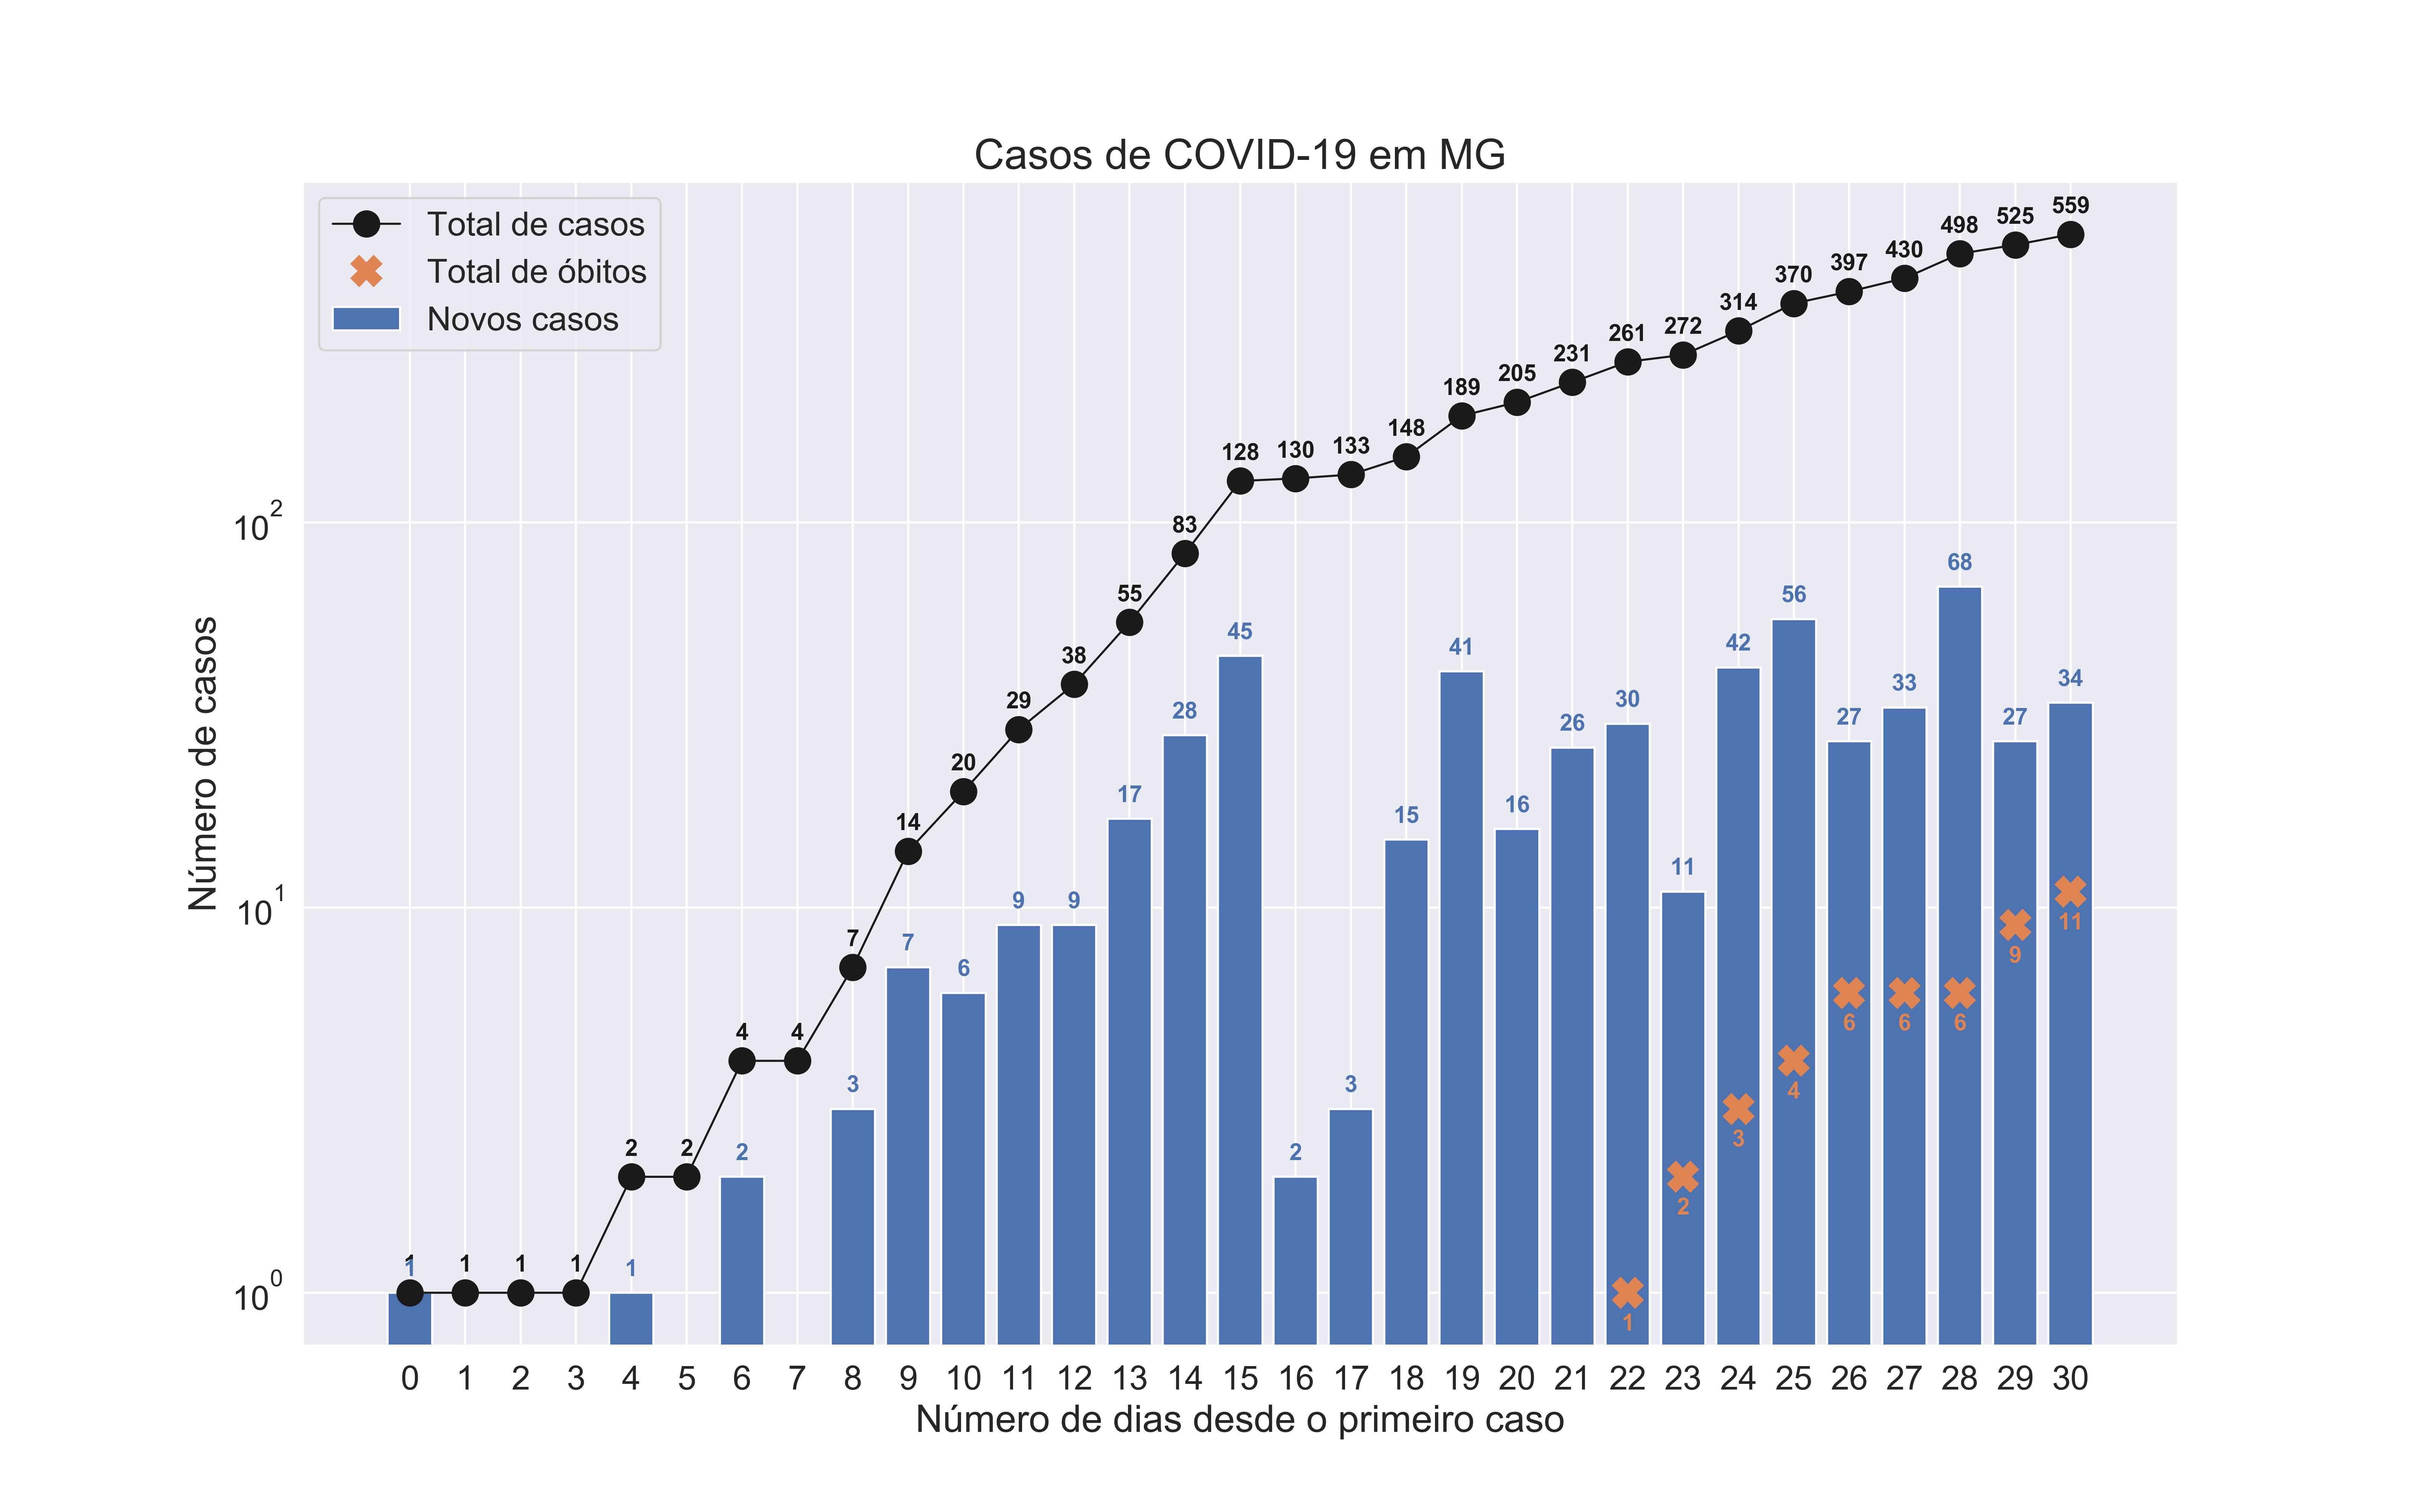 Casos de COVID-19 em MG
Total de casos
Total de óbitos
Novos casos
Número de casos
10²
10¹
10⁰
1 1 1 1 2 2 4 4 7 14 20 29 38 55 83 128 130 133 148 189 205 231 261 272 314 370 397 430 498 525 559
1 1 2 3 7 6 9 9 17 28 45 2 3 15 41 16 26 30 11 42 56 27 33 68 27 34
1 2 3 4 6 6 6 9 11
0 1 2 3 4 5 6 7 8 9 10 11 12 13 14 15 16 17 18 19 20 21 22 23 24 25 26 27 28 29 30
Número de dias desde o primeiro caso